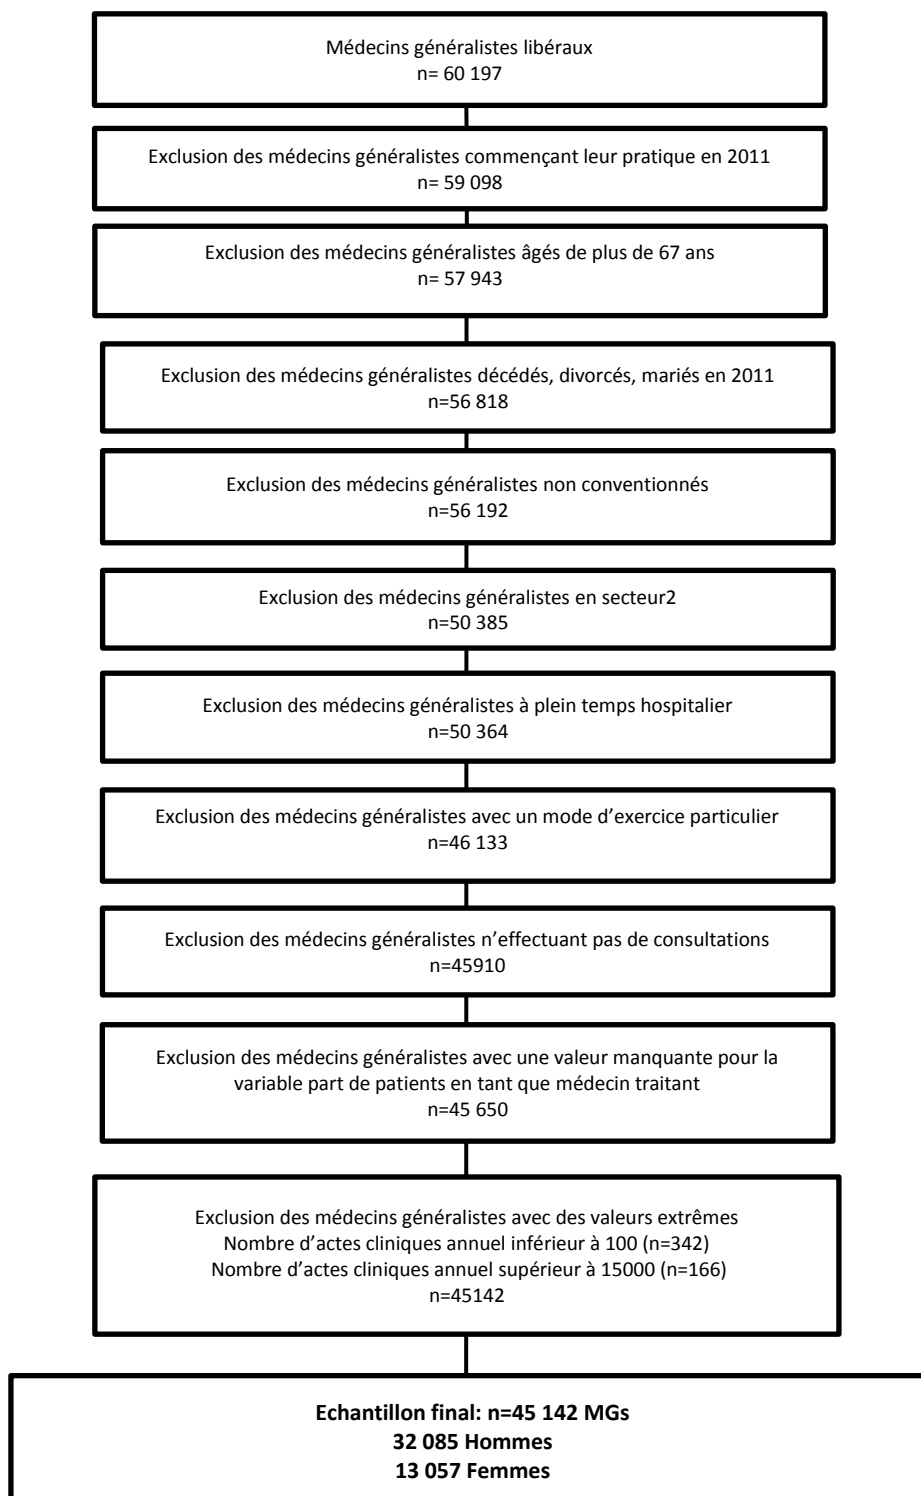 Médecins généralistes libéraux
n= 60 197
Exclusion des médecins généralistes commençant leur pratique en 2011
n= 59 098
Exclusion des médecins généralistes âgés de plus de 67 ans
n= 57 943
Exclusion des médecins généralistes décédés, divorcés, mariés en 2011
n=56 818
Exclusion des médecins généralistes non conventionnés
n=56 192
Exclusion des médecins généralistes en secteur2
n=50 385
Exclusion des médecins généralistes à plein temps hospitalier
n=50 364
Exclusion des médecins généralistes avec un mode d’exercice particulier
n=46 133
Exclusion des médecins généralistes n’effectuant pas de consultations
n=45910
Exclusion des médecins généralistes avec une valeur manquante pour la
variable part de patients en tant que médecin traitant
n=45 650
Exclusion des médecins généralistes avec des valeurs extrêmes
Nombre d’actes cliniques annuel inférieur à 100 (n=342)
Nombre d’actes cliniques annuel supérieur à 15000 (n=166)
n=45142
Echantillon final: n=45 142 MGs
32 085 Hommes
13 057 Femmes